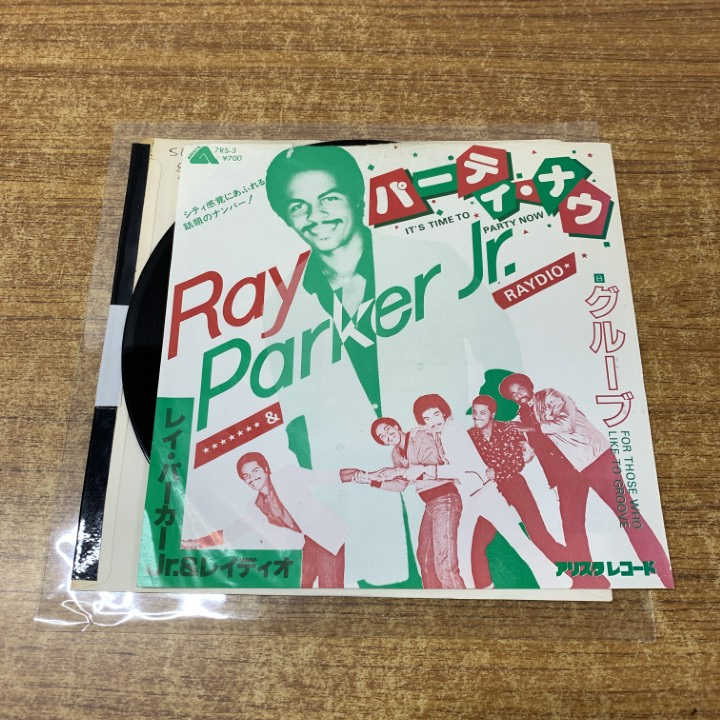 7RS-3
¥700
シティ感覚にあふれる
話題のナンバー!
パーティ・ナウ
IT'S TIME TO PARTY NOW
Ray
Parker Jr.
&
RAYDIO
B
グルーブ
FOR THOSE WHO
LIKE TO GROOVE
レイ・パーカー
Jr.&レイディオ
アリスタレコード